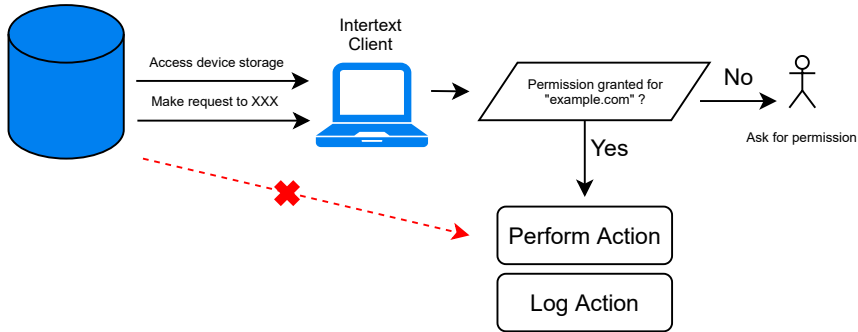 Intertext
Client
Access device storage
Make request to XXX
Permission granted for
"example.com" ?
No
Ask for permission
Yes
Perform Action
Log Action